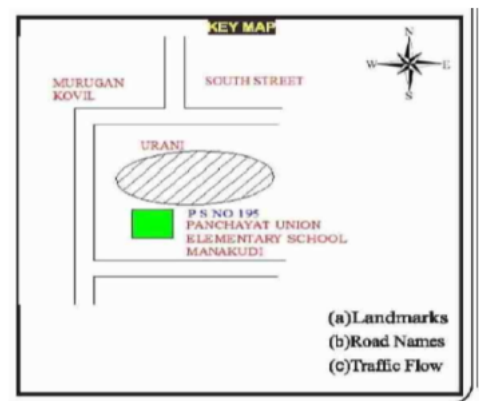 KEY MAP
N
W E
S
MURUGAN
KOVIL
SOUTH STREET
URANI
P S NO 195
PANCHAYAT UNION
ELEMENTARY SCHOOL
MANAKUDI
(a)Landmarks
(b)Road Names
(c)Traffic Flow